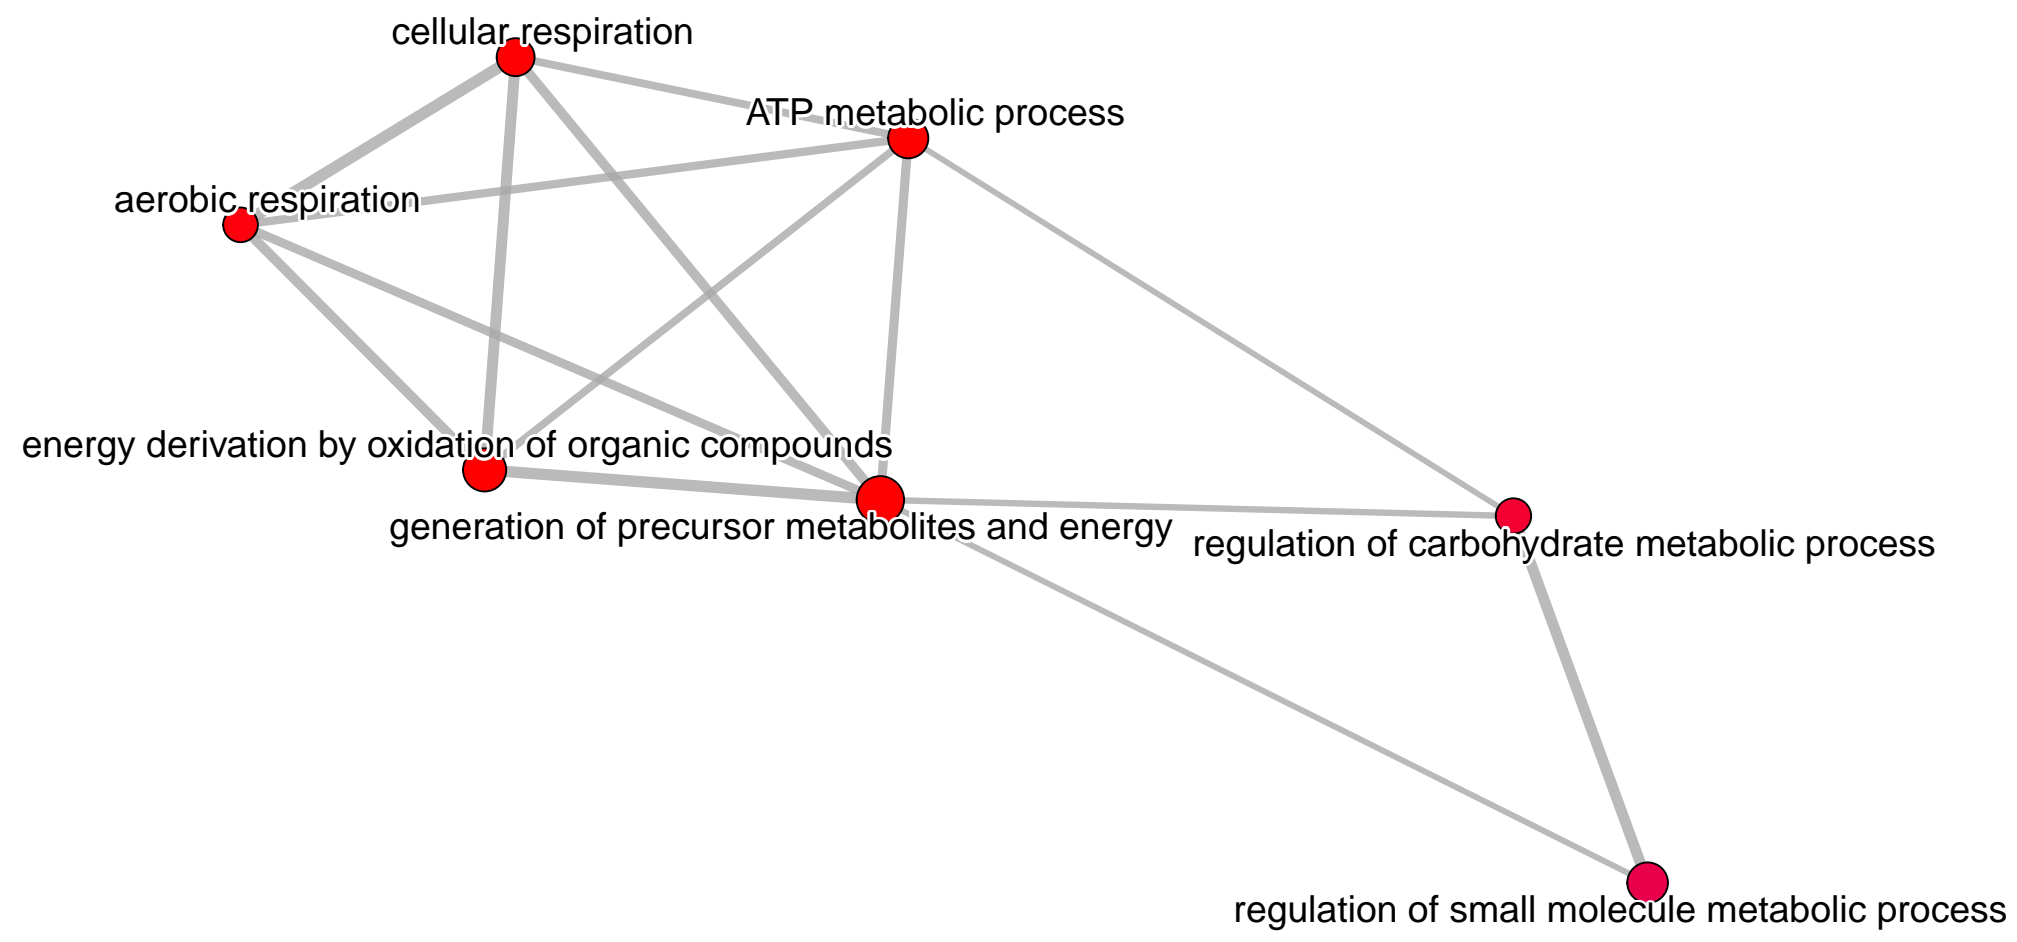 cellular respiration
ATP metabolic process
aerobic respiration
energy derivation by oxidation of organic compounds
generation of precursor metabolites and energy
regulation of carbohydrate metabolic process
regulation of small molecule metabolic process